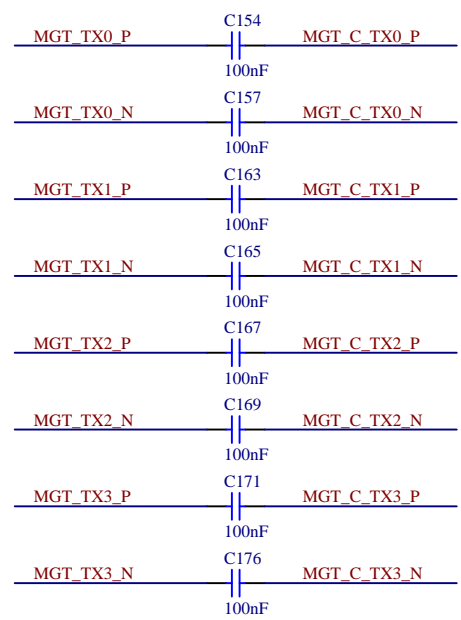 C154
MGT_TX0_P MGT_C_TX0_P
100nF
C157
MGT_TX0_N MGT_C_TX0_N
100nF
C163
MGT_TX1_P MGT_C_TX1_P
100nF
C165
MGT_TX1_N MGT_C_TX1_N
100nF
C167
MGT_TX2_P MGT_C_TX2_P
100nF
C169
MGT_TX2_N MGT_C_TX2_N
100nF
C171
MGT_TX3_P MGT_C_TX3_P
100nF
C176
MGT_TX3_N MGT_C_TX3_N
100nF